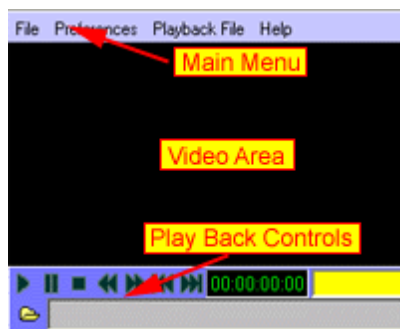 File Preferences Playback File Help
Main Menu
Video Area
Play Back Controls
00:00:00:00